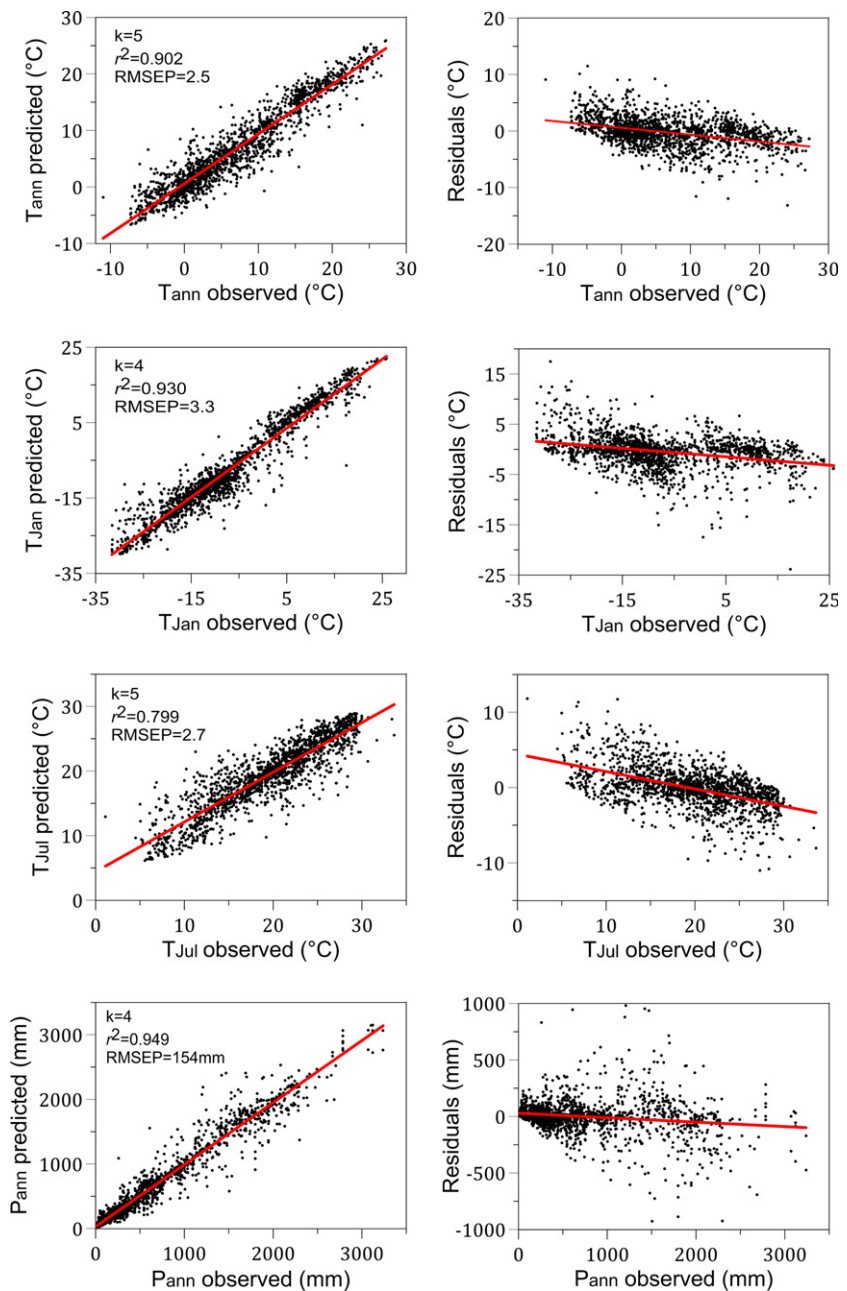 30
20
10
0
-10
k=5
r²=0.902
RMSEP=2.5
Tann predicted (°C)
-10 0 10 20 30
Tann observed (°C)
20
10
0
-10
20
Residuals (°C)
-10 0 10 20 30
Tann observed (°C)
25
5
-15
-35
k=4
r²=0.930
RMSEP=3.3
TJan predicted (°C)
-35 -15 5 25
TJan observed (°C)
15
5
-5
-15
-25
Residuals (°C)
-35 -15 5 25
TJan observed (°C)
30
20
10
0
k=5
r²=0.799
RMSEP=2.7
TJul predicted (°C)
0 10 20 30
TJul observed (°C)
10
0
-10
Residuals (°C)
0 10 20 30
TJul observed (°C)
3000
2000
1000
0
k=4
r²=0.949
RMSEP=154mm
Pann predicted (mm)
0 1000 2000 3000
Pann observed (mm)
1000
500
0
-500
-1000
Residuals (mm)
0 1000 2000 3000
Pann observed (mm)